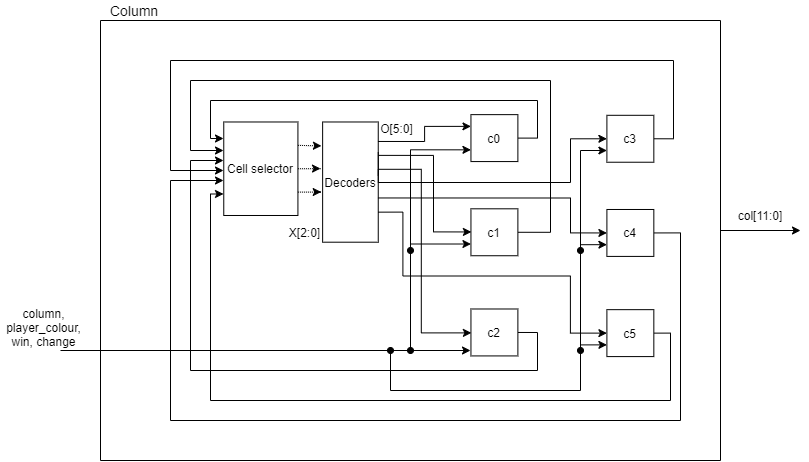 Column
O[5:0]
c0
c3
Cell selector
Decoders
X[2:0]
c1
c4
col[11:0]
column,
player_colour,
win, change
c2
c5